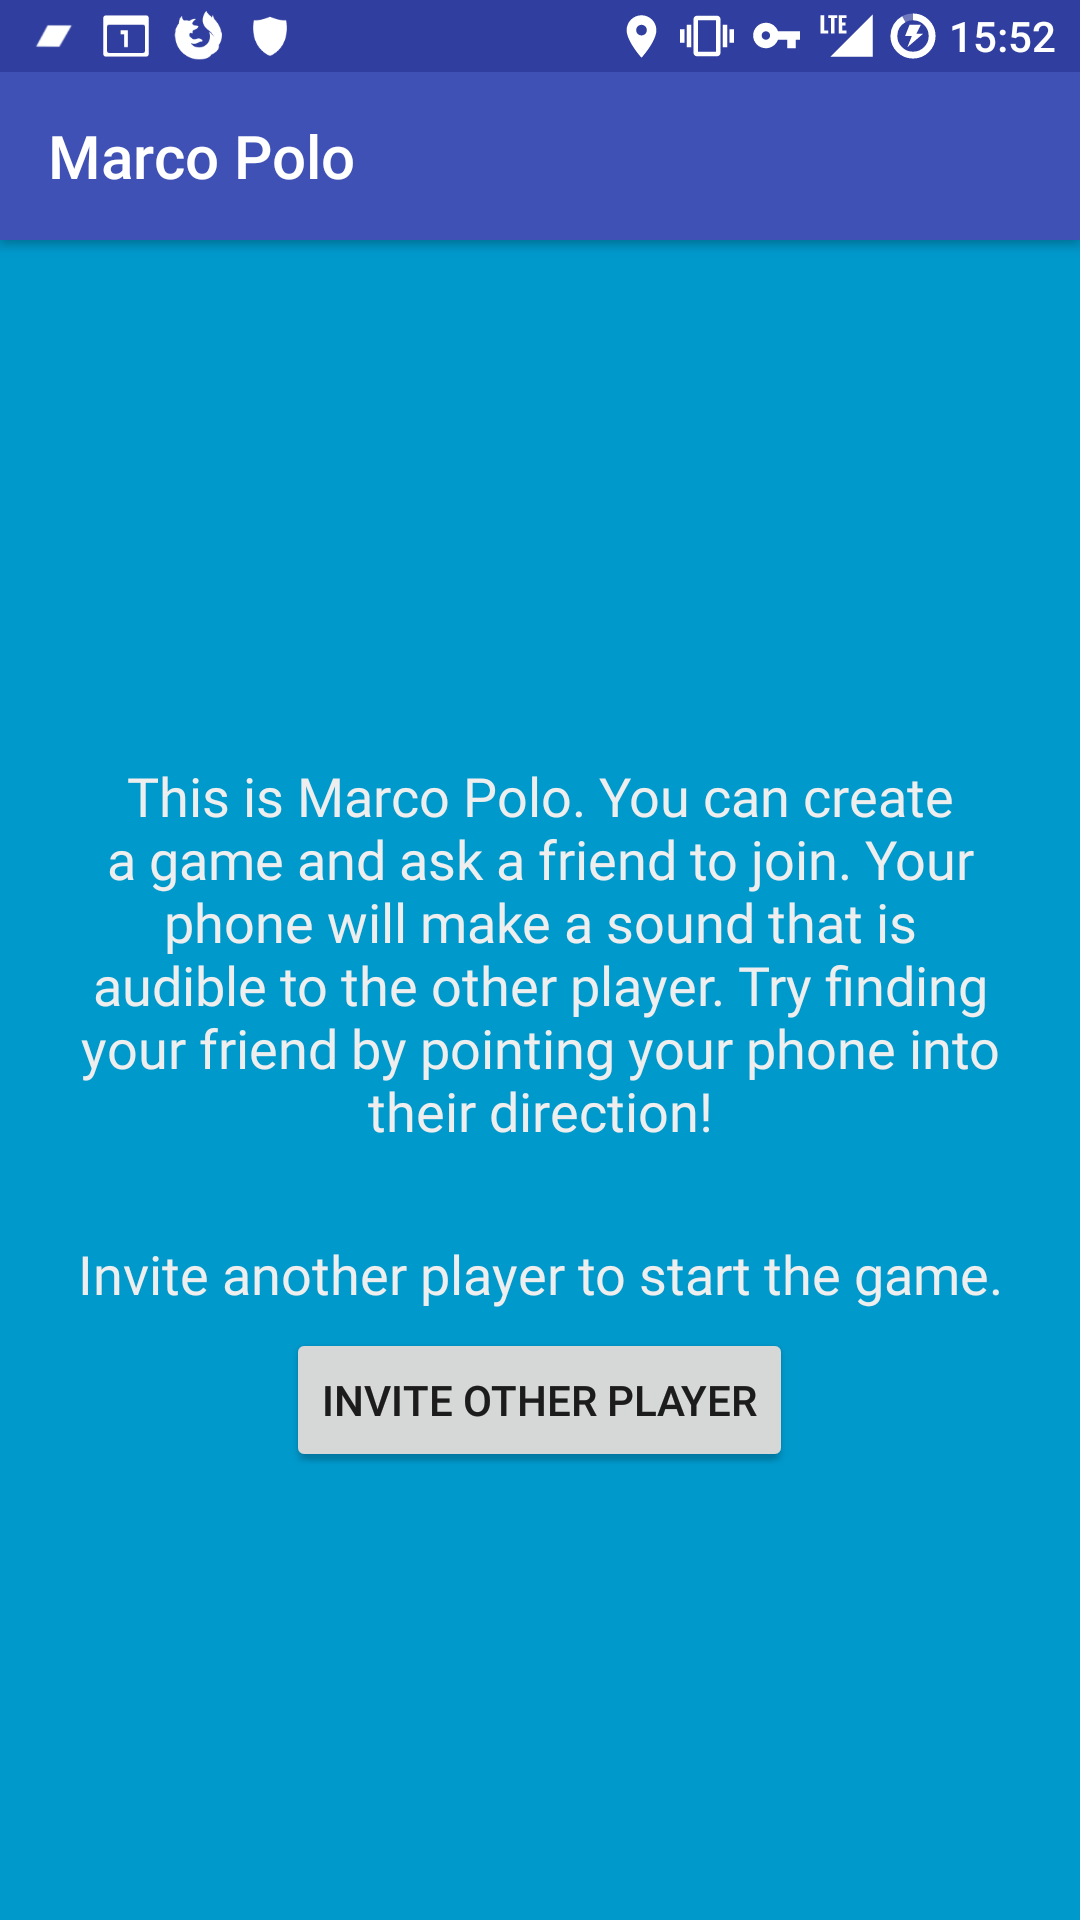 1
LTE
15:52
Marco Polo
This is Marco Polo. You can create
a game and ask a friend to join. Your
phone will make a sound that is
audible to the other player. Try finding
your friend by pointing your phone into
their direction!
Invite another player to start the game.
INVITE OTHER PLAYER